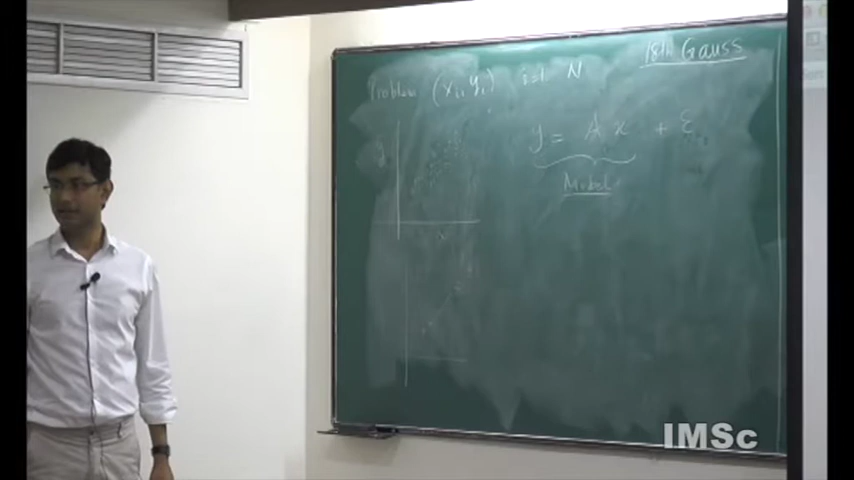 Problem (xᵢ, yᵢ) i=1 N
18th Gauss
y = A x + ε
Model
y
x
IMSc